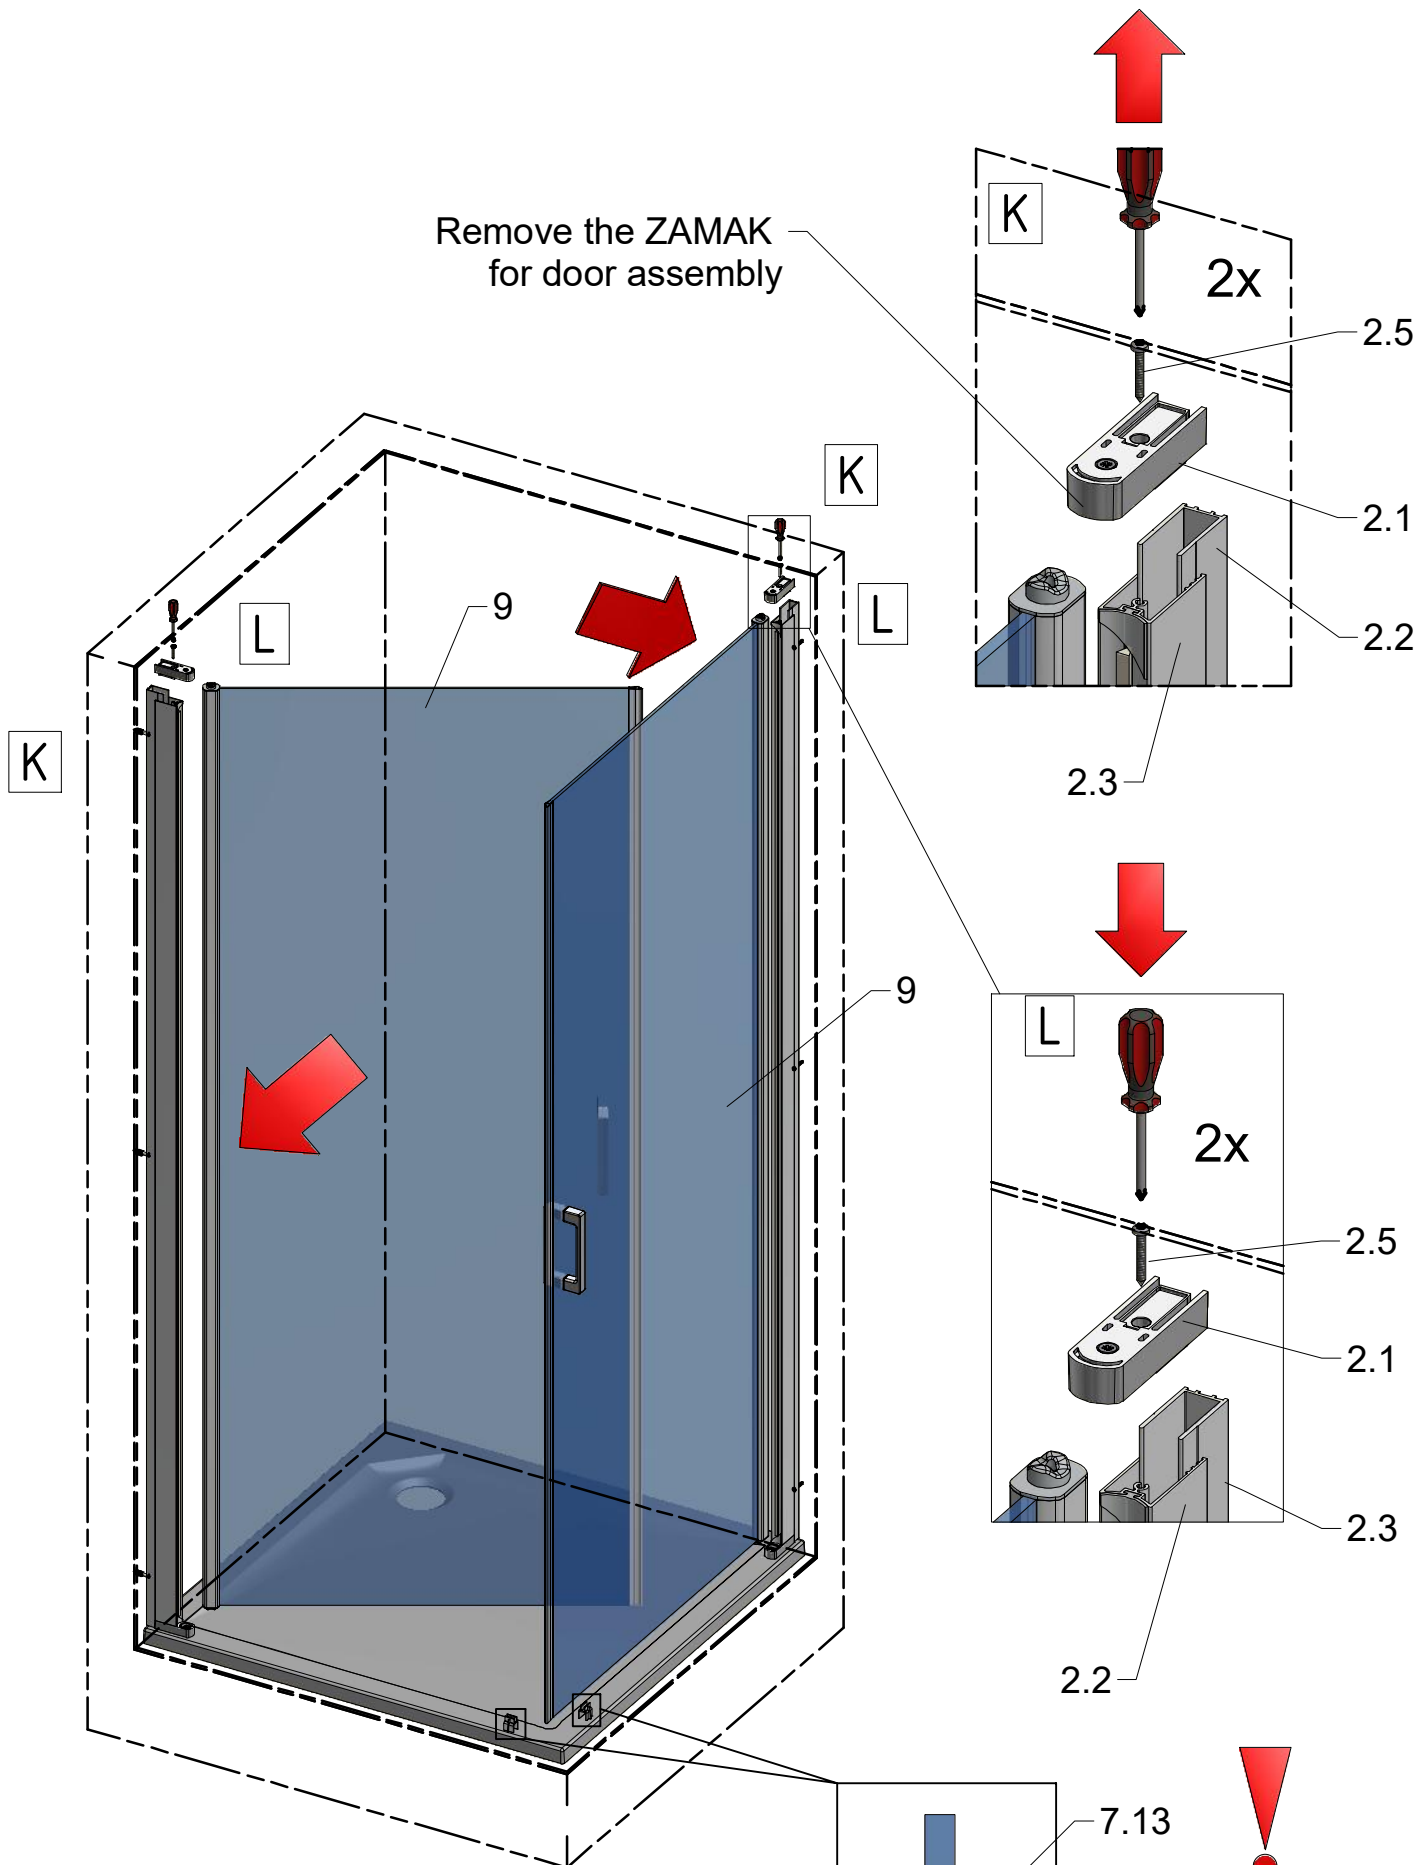 K
2x
2.5
Remove the ZAMAK
for door assembly
2.1
2.2
2.3
K
L
9
L
K
9
L
2x
2.5
2.1
2.3
2.2
7.13